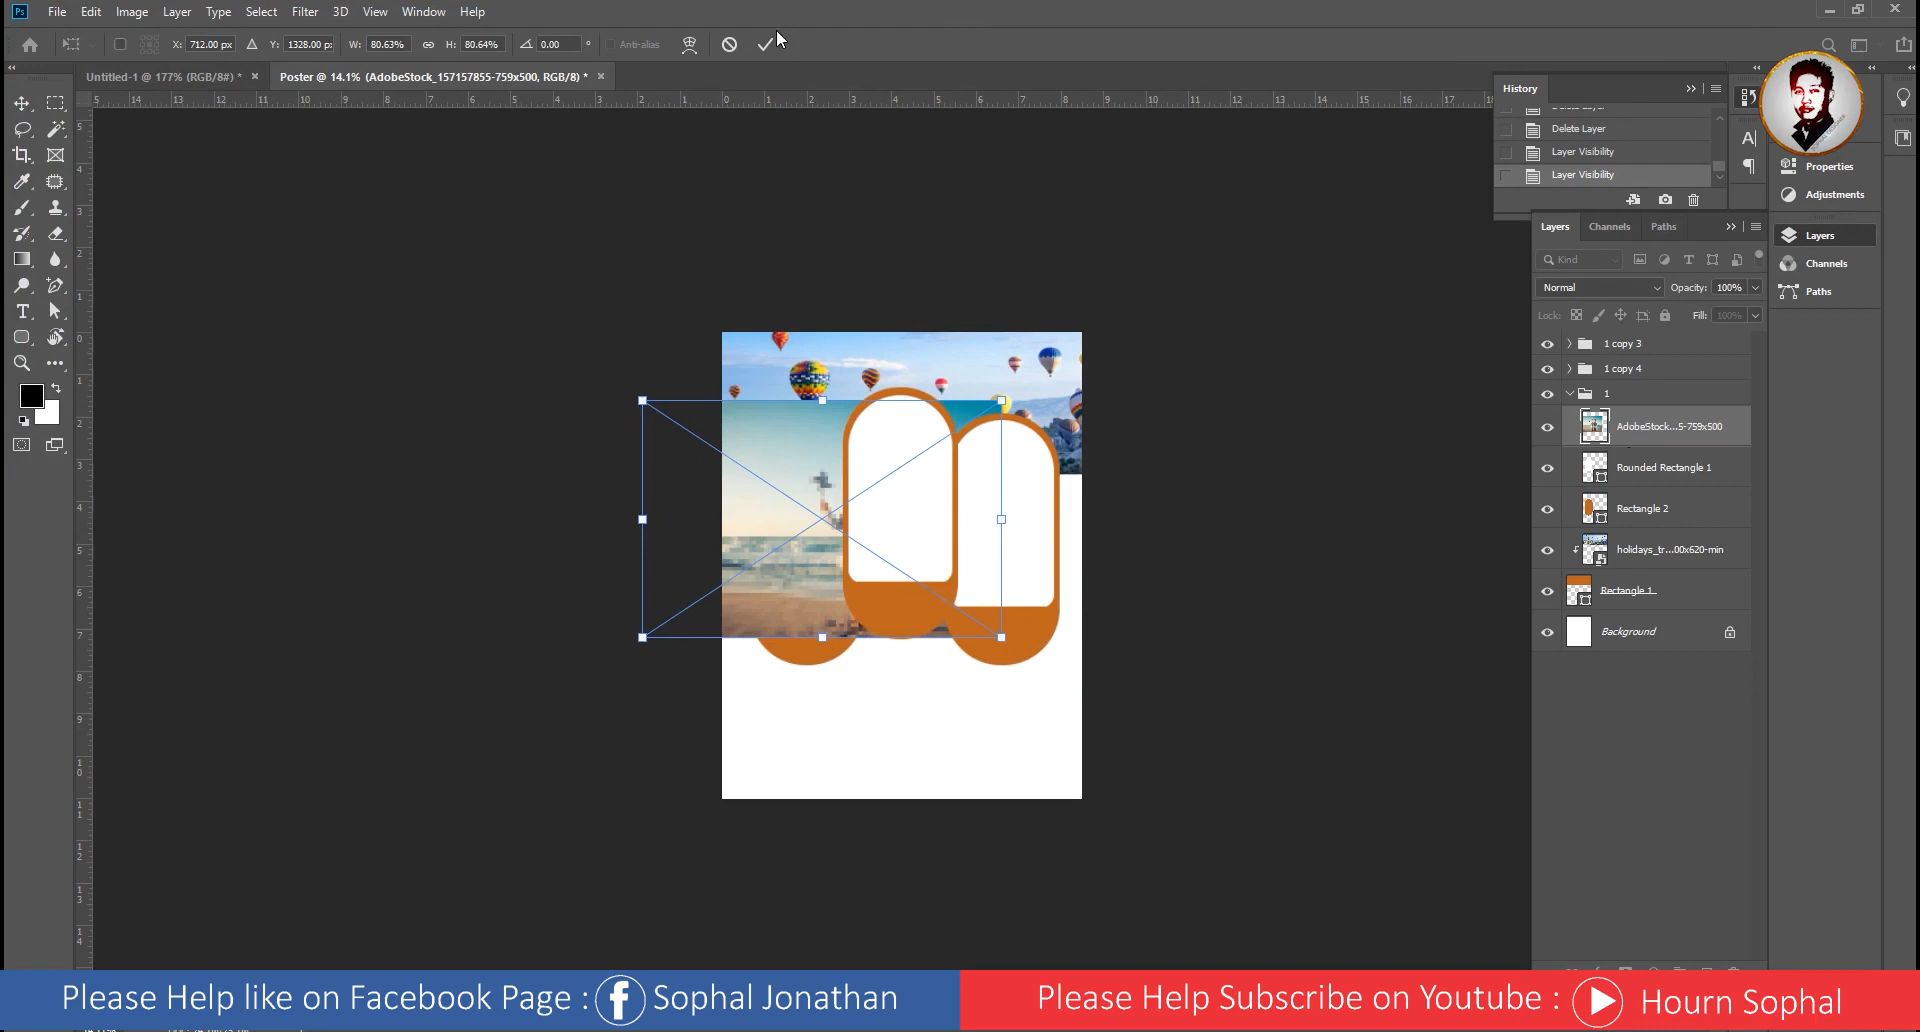 Ps File Edit Image Layer Type Select Filter 3D View Window Help
X: 712.00 px Y: 1328.00 p: W: 80.63% H: 80.64% 0.00 ° Anti-alias
Untitled-1 @ 177% (RGB/8#) * × Poster @ 14.1% (AdobeStock_157157855-759x500, RGB/8) * ×
History
Delete Layer
Layer Visibility
Layer Visibility
Properties
Adjustments
Layers
Channels
Paths
Layers Channels Paths
Kind
Normal Opacity: 100%
Lock: Fill: 100%
1 copy 3
1 copy 4
1
AdobeStock...5-759x500
Rounded Rectangle 1
Rectangle 2
holidays_tr...00x620-min
Rectangle 1
Background
Please Help like on Facebook Page : Sophal Jonathan
Please Help Subscribe on Youtube : Hourn Sophal